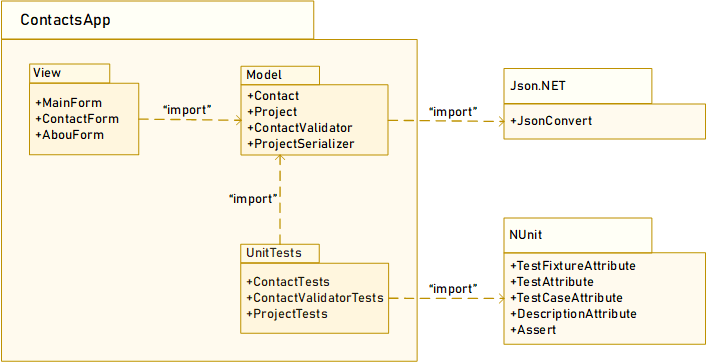 ContactsApp
View
+MainForm
+ContactForm
+AbouForm
“import”
Model
+Contact
+Project
+ContactValidator
+ProjectSerializer
“import”
Json.NET
+JsonConvert
“import”
UnitTests
+ContactTests
+ContactValidatorTests
+ProjectTests
“import”
NUnit
+TestFixtureAttribute
+TestAttribute
+TestCaseAttribute
+DescriptionAttribute
+Assert